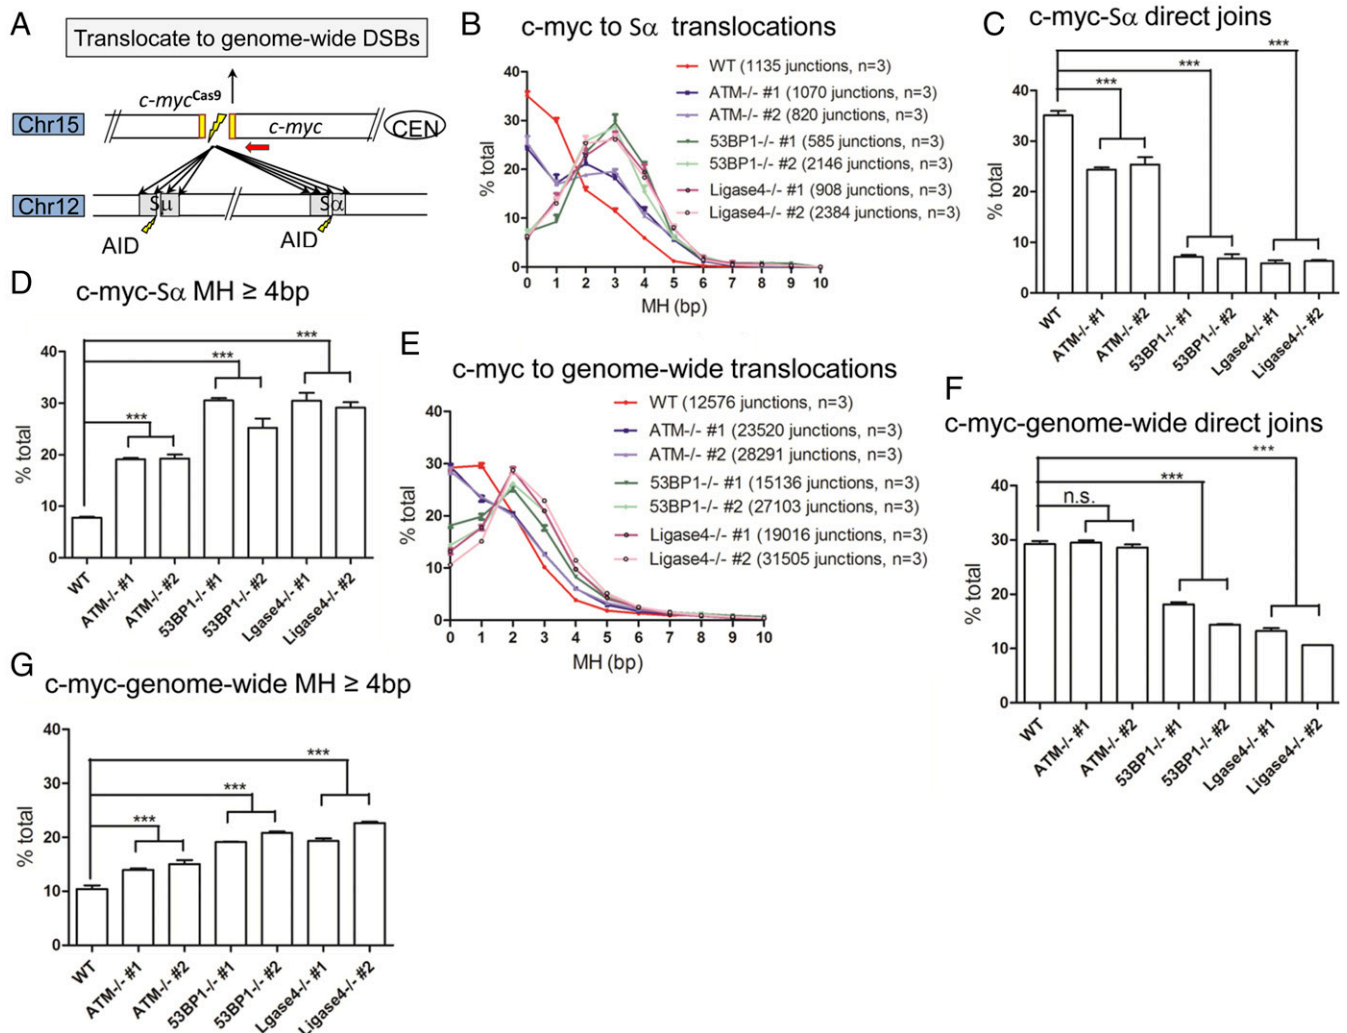 A
Translocate to genome-wide DSBs
c-myc^Cas9
Chr15
c-myc
CEN
Chr12
Sμ
Sα
AID
AID
B
c-myc to Sα translocations
% total
40
30
20
10
0
0 1 2 3 4 5 6 7 8 9 10
MH (bp)
WT (1135 junctions, n=3)
ATM-/- #1 (1070 junctions, n=3)
ATM-/- #2 (820 junctions, n=3)
53BP1-/- #1 (585 junctions, n=3)
53BP1-/- #2 (2146 junctions, n=3)
Ligase4-/- #1 (908 junctions, n=3)
Ligase4-/- #2 (2384 junctions, n=3)
C
c-myc-Sα direct joins
% total
40
30
20
10
0
***
***
***
WT
ATM-/- #1
ATM-/- #2
53BP1-/- #1
53BP1-/- #2
Lgase4-/- #1
Ligase4-/- #2
D
c-myc-Sα MH ≥ 4bp
% total
40
30
20
10
0
***
***
***
WT
ATM-/- #1
ATM-/- #2
53BP1-/- #1
53BP1-/- #2
Lgase4-/- #1
Ligase4-/- #2
E
c-myc to genome-wide translocations
% total
40
30
20
10
0
0 1 2 3 4 5 6 7 8 9 10
MH (bp)
WT (12576 junctions, n=3)
ATM-/- #1 (23520 junctions, n=3)
ATM-/- #2 (28291 junctions, n=3)
53BP1-/- #1 (15136 junctions, n=3)
53BP1-/- #2 (27103 junctions, n=3)
Ligase4-/- #1 (19016 junctions, n=3)
Ligase4-/- #2 (31505 junctions, n=3)
F
c-myc-genome-wide direct joins
% total
40
30
20
10
0
***
***
n.s.
WT
ATM-/- #1
ATM-/- #2
53BP1-/- #1
53BP1-/- #2
Lgase4-/- #1
Ligase4-/- #2
G
c-myc-genome-wide MH ≥ 4bp
% total
40
30
20
10
0
***
***
***
WT
ATM-/- #1
ATM-/- #2
53BP1-/- #1
53BP1-/- #2
Lgase4-/- #1
Ligase4-/- #2